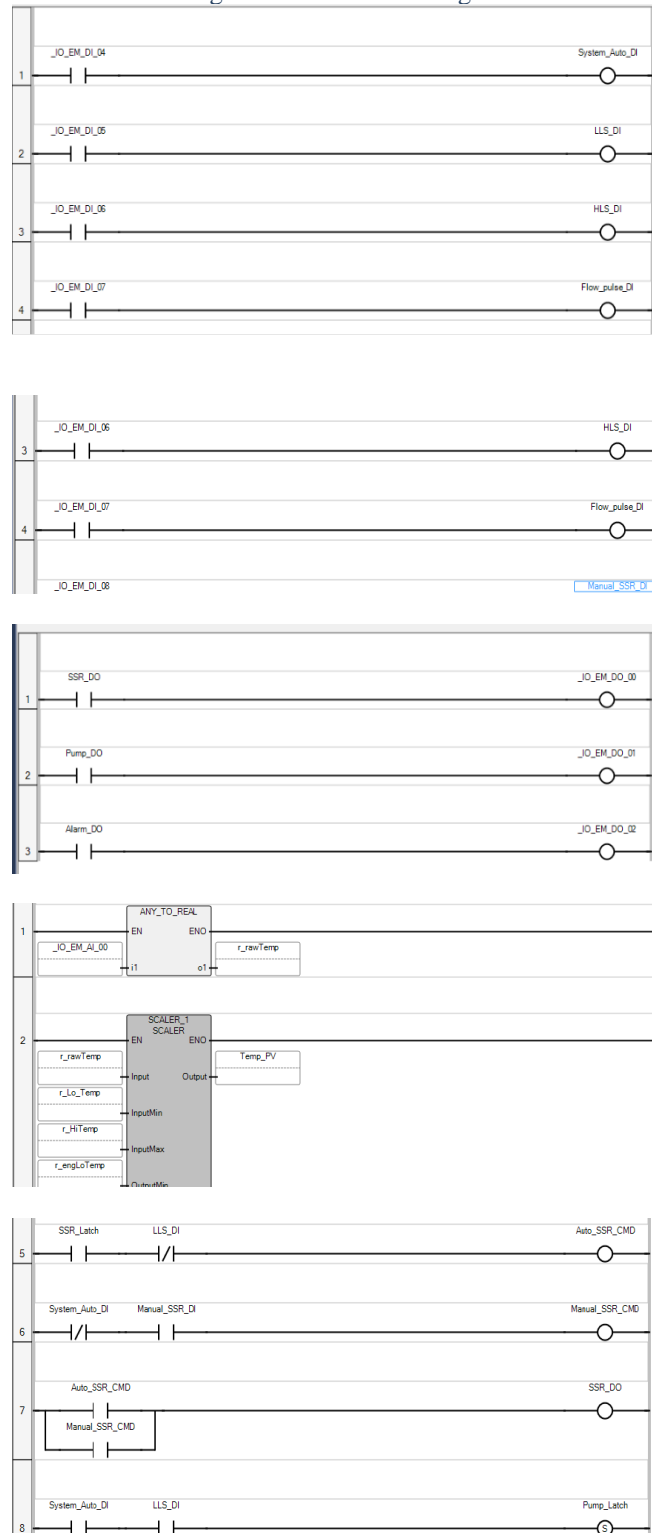 _IO_EM_DI_04 System_Auto_DI
1
_IO_EM_DI_05 LLS_DI
2
_IO_EM_DI_06 HLS_DI
3
_IO_EM_DI_07 Flow_pulse_DI
4
_IO_EM_DI_06 HLS_DI
3
_IO_EM_DI_07 Flow_pulse_DI
4
_IO_EM_DI_08 Manual_SSR_DI
SSR_DO _IO_EM_DO_00
1
Pump_DO _IO_EM_DO_01
2
Alarm_DO _IO_EM_DO_02
3
ANY_TO_REAL
1 EN ENO
_IO_EM_AI_00 r_rawTemp
i1 o1
SCALER_1
SCALER
2 EN ENO
r_rawTemp Temp_PV
Input Output
r_Lo_Temp
InputMin
r_HiTemp
InputMax
r_engLoTemp
OutputMin
SSR_Latch LLS_DI Auto_SSR_CMD
5
System_Auto_DI Manual_SSR_DI Manual_SSR_CMD
6
Auto_SSR_CMD SSR_DO
7
Manual_SSR_CMD
System_Auto_DI LLS_DI Pump_Latch
8 S